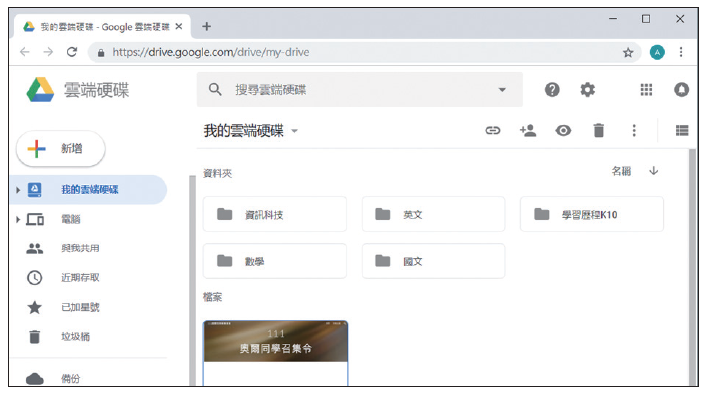 我的雲端硬碟 - Google 雲端硬碟
https://drive.google.com/drive/my-drive
A
雲端硬碟
搜尋雲端硬碟
新增
我的雲端硬碟
電腦
與我共用
近期存取
已加星號
垃圾桶
備份
我的雲端硬碟
資料夾
名稱
資訊科技
英文
學習歷程K10
數學
國文
檔案
111
奧爾同學召集令